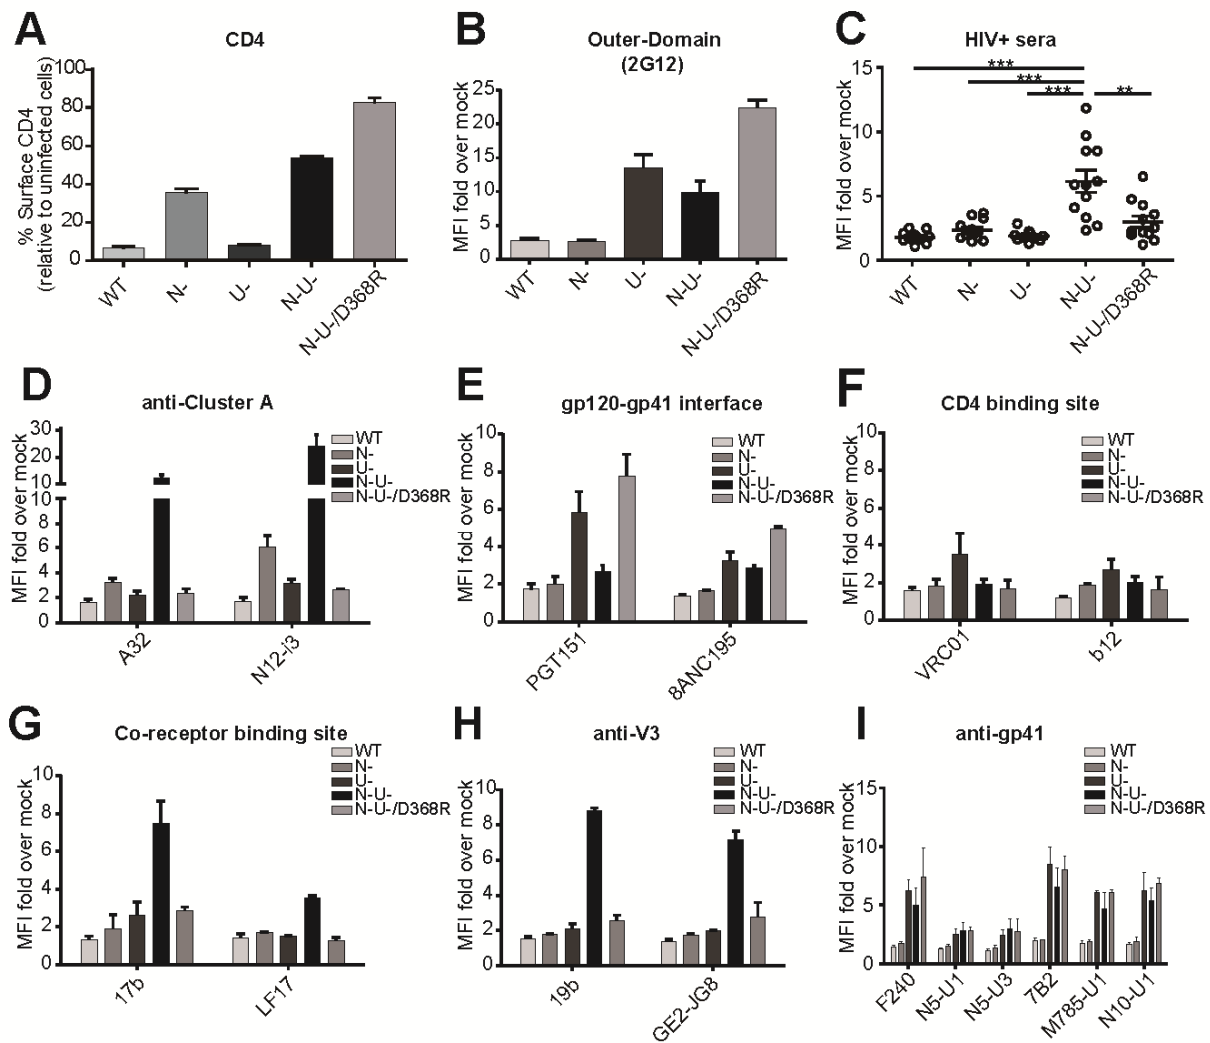 A
CD4
% Surface CD4
(relative to uninfected cells)
100
80
60
40
20
0
WT
N-
U-
N-U-
N-U-/D368R
B
Outer-Domain
(2G12)
MFI fold over mock
25
20
15
10
5
0
WT
N-
U-
N-U-
N-U-/D368R
C
HIV+ sera
MFI fold over mock
15
10
5
0
***
***
***
**
WT
N-
U-
N-U-
N-U-/D368R
D
anti-Cluster A
MFI fold over mock
30
20
10
10
8
6
4
2
0
WT
N-
U-
N-U-
N-U-/D368R
A32
N12-i3
E
gp120-gp41 interface
MFI fold over mock
10
8
6
4
2
0
WT
N-
U-
N-U-
N-U-/D368R
PGT151
8ANC195
F
CD4 binding site
MFI fold over mock
10
8
6
4
2
0
WT
N-
U-
N-U-
N-U-/D368R
VRC01
b12
G
Co-receptor binding site
MFI fold over mock
10
8
6
4
2
0
WT
N-
U-
N-U-
N-U-/D368R
17b
LF17
H
anti-V3
MFI fold over mock
10
8
6
4
2
0
WT
N-
U-
N-U-
N-U-/D368R
19b
GE2-JG8
I
anti-gp41
MFI fold over mock
15
10
5
0
WT
N-
U-
N-U-
N-U-/D368R
F240
N5-U1
N5-U3
7B2
M785-U1
N10-U1